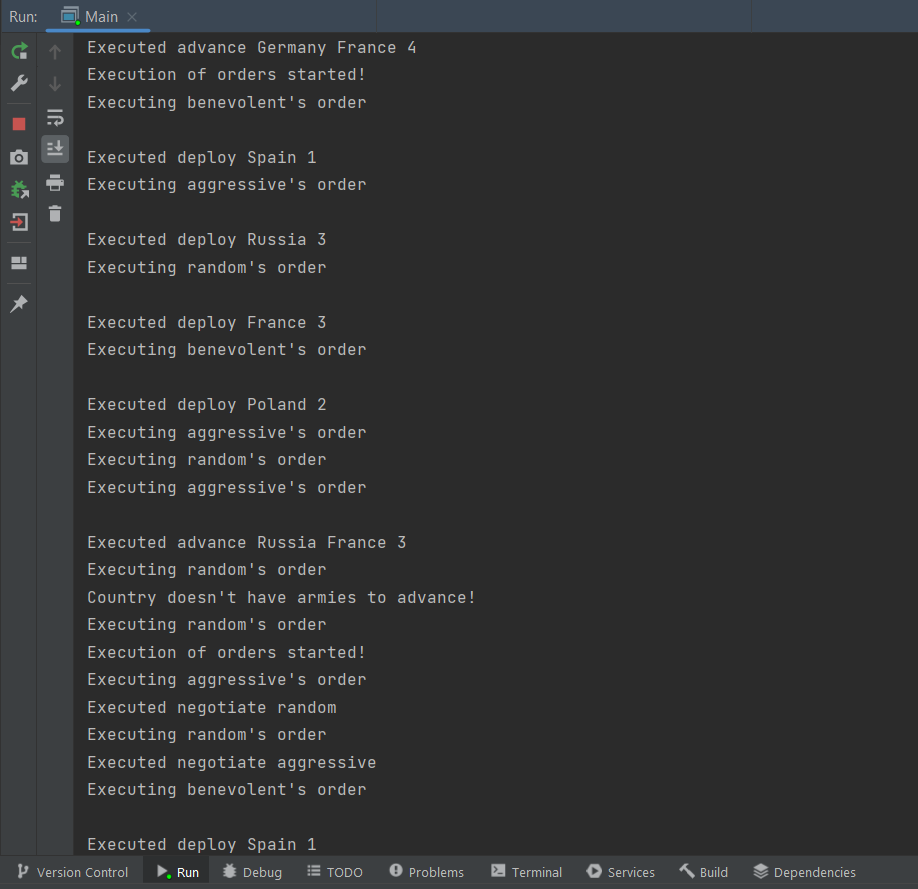 Run: Main
Executed advance Germany France 4
Execution of orders started!
Executing benevolent's order
Executed deploy Spain 1
Executing aggressive's order
Executed deploy Russia 3
Executing random's order
Executed deploy France 3
Executing benevolent's order
Executed deploy Poland 2
Executing aggressive's order
Executing random's order
Executing aggressive's order
Executed advance Russia France 3
Executing random's order
Country doesn't have armies to advance!
Executing random's order
Execution of orders started!
Executing aggressive's order
Executed negotiate random
Executing random's order
Executed negotiate aggressive
Executing benevolent's order
Executed deploy Spain 1
Version Control Run Debug TODO Problems Terminal Services Build Dependencies